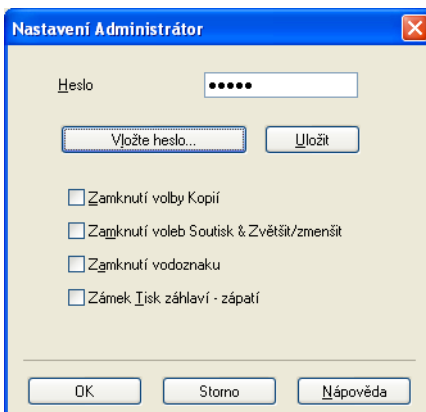 Nastavení Administrátor
Heslo •••••
Vložte heslo... Uložit
Zamknutí volby Kopií
Zamknutí voleb Soutisk & Zvětšit/zmenšit
Zamknutí vodoznaku
Zámek Tisk záhlaví - zápatí
OK Storno Nápověda